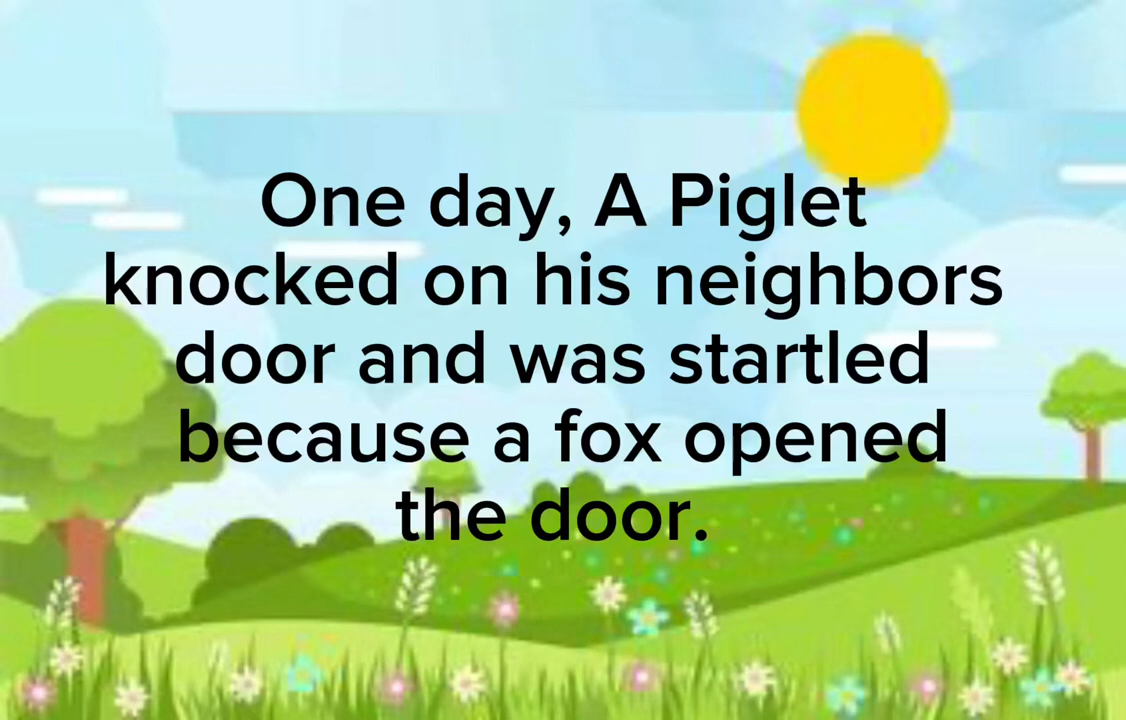 One day, A Piglet
knocked on his neighbors
door and was startled
because a fox opened
the door.